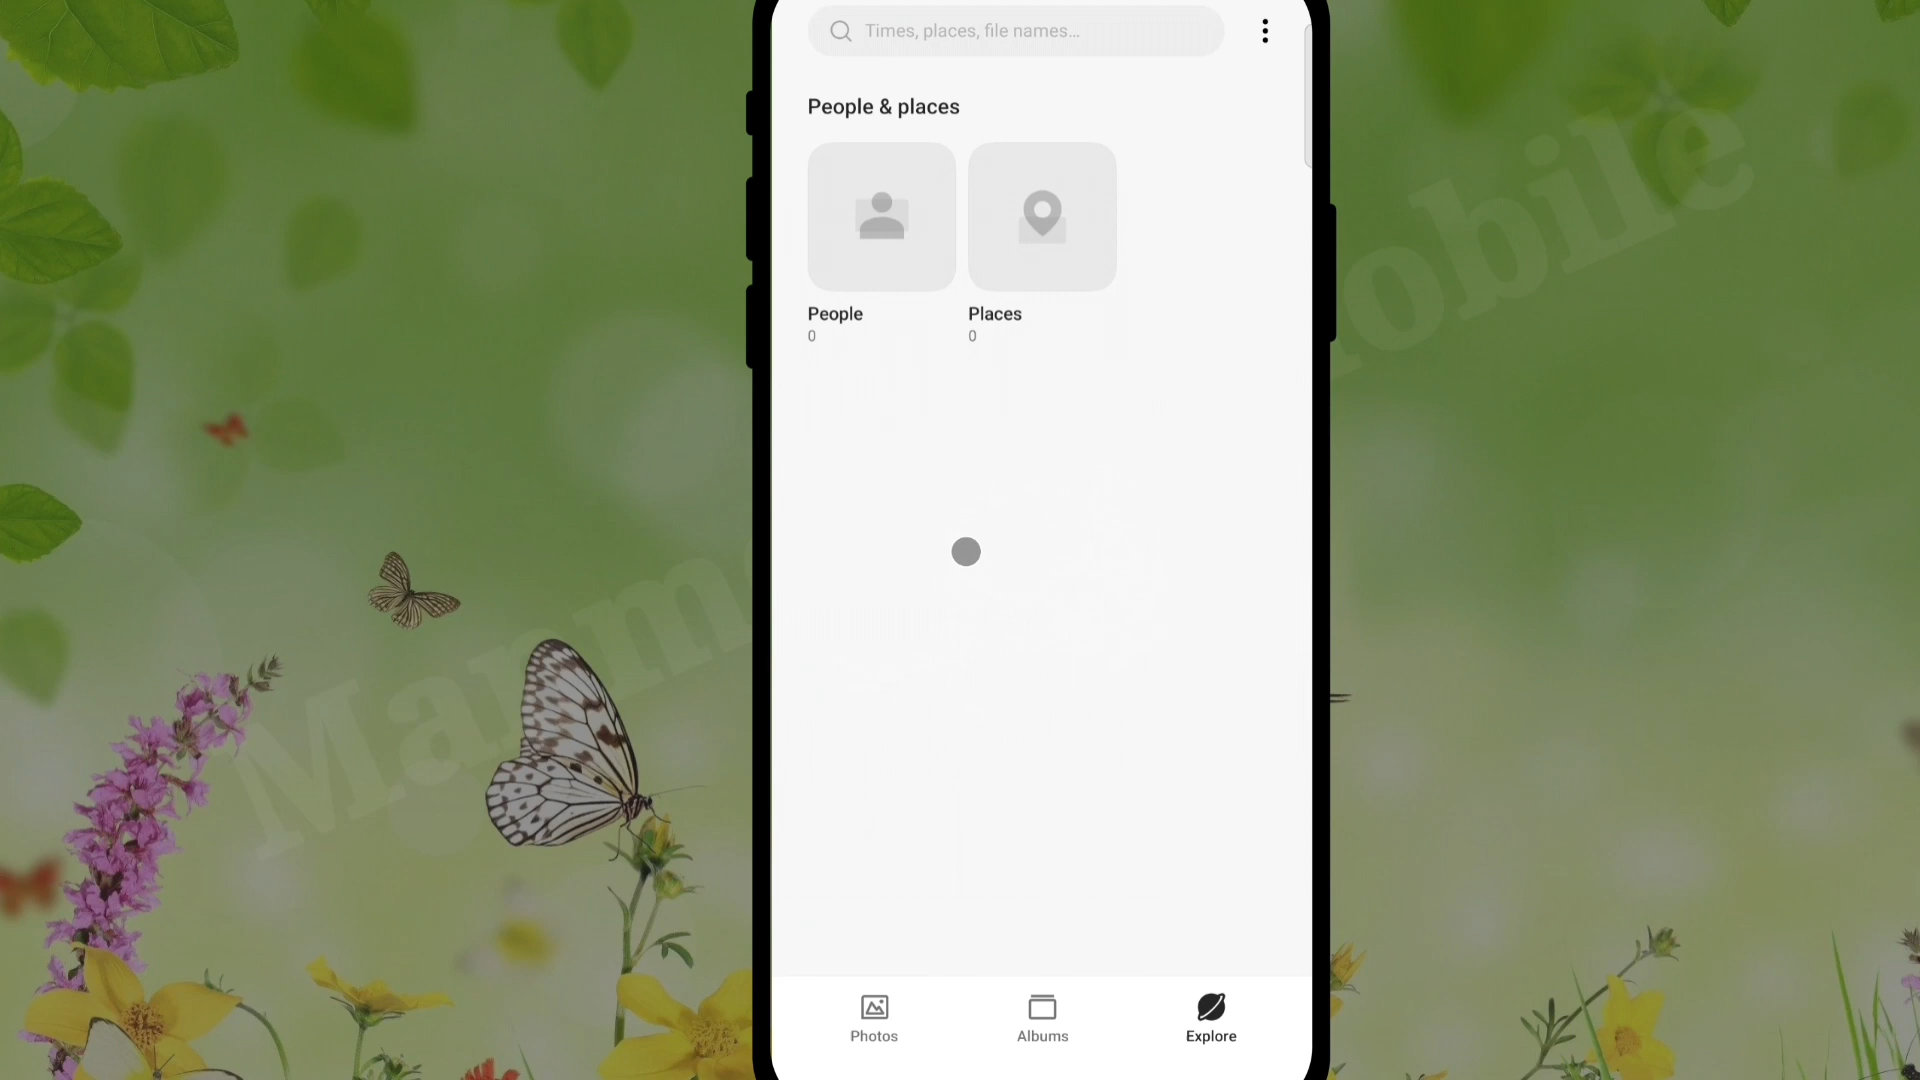 Times, places, file names...
People & places
People
Places
0
0
Photos
Albums
Explore